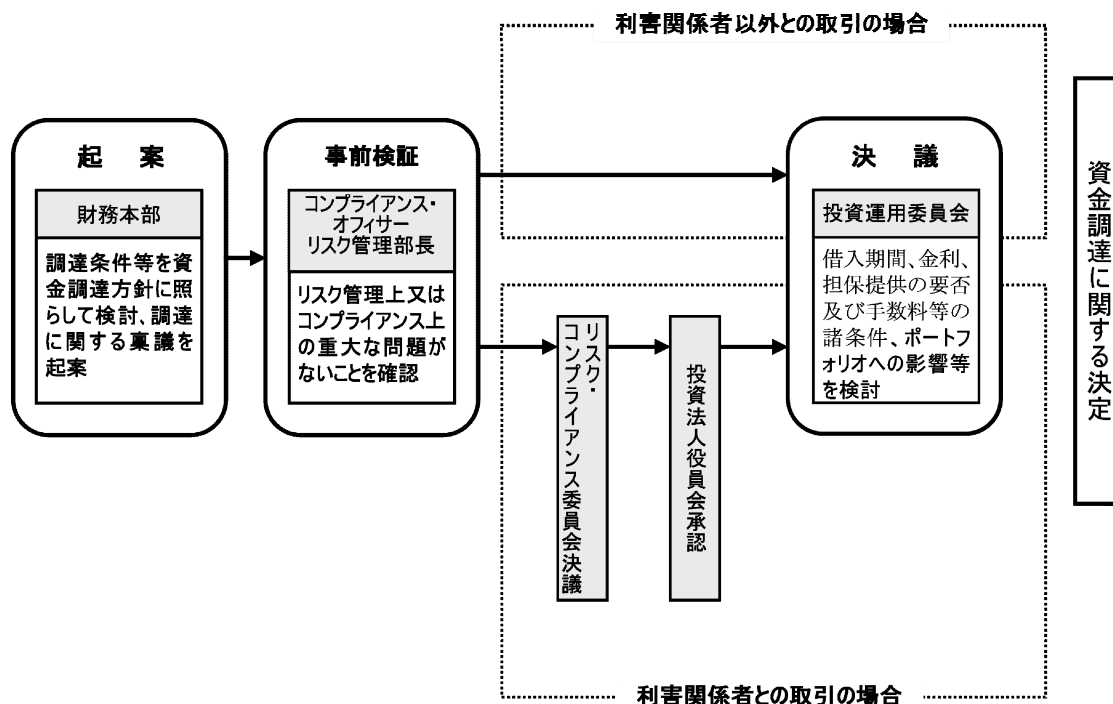 利害関係者以外との取引の場合
起　案
財務本部
調達条件等を資
金調達方針に照
らして検討、調達
に関する稟議を
起案
事前検証
コンプライアンス・
オフィサー
リスク管理部長
リスク管理上又は
コンプライアンス上
の重大な問題が
ないことを確認
リスク・
コンプライアンス委員会決議
投資法人役員会承認
決　議
投資運用委員会
借入期間、金利、
担保提供の要否
及び手数料等の
諸条件、ポートフ
ォリオへの影響等
を検討
資金調達に関する決定
利害関係者との取引の場合